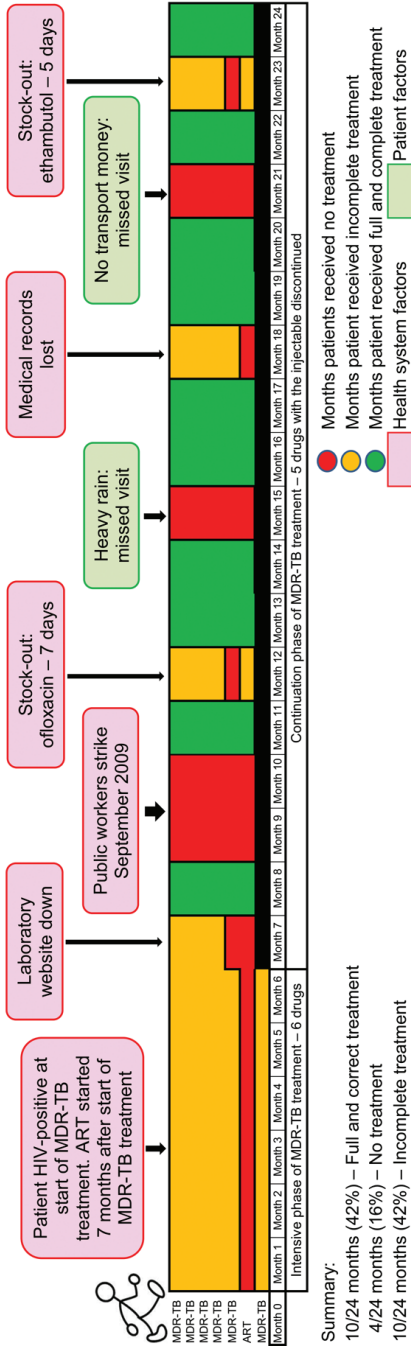 Patient HIV-positive at
start of MDR-TB
treatment. ART started
7 months after start of
MDR-TB treatment
Laboratory
website down
Public workers strike
September 2009
Stock-out:
ofloxacin – 7 days
Heavy rain:
missed visit
Medical records
lost
No transport money:
missed visit
Stock-out:
ethambutol – 5 days
MDR-TB
MDR-TB
MDR-TB
MDR-TB
MDR-TB
ART
MDR-TB
Month 0
Month 1
Month 2
Month 3
Month 4
Month 5
Month 6
Month 7
Month 8
Month 9
Month 10
Month 11
Month 12
Month 13
Month 14
Month 15
Month 16
Month 17
Month 18
Month 19
Month 20
Month 21
Month 22
Month 23
Month 24
Intensive phase of MDR-TB treatment – 6 drugs
Continuation phase of MDR-TB treatment – 5 drugs with the injectable discontinued
Summary:
10/24 months (42%) – Full and correct treatment
4/24 months (16%) – No treatment
10/24 months (42%) – Incomplete treatment
Months patients received no treatment
Months patient received incomplete treatment
Months patient received full and complete treatment
Health system factors
Patient factors